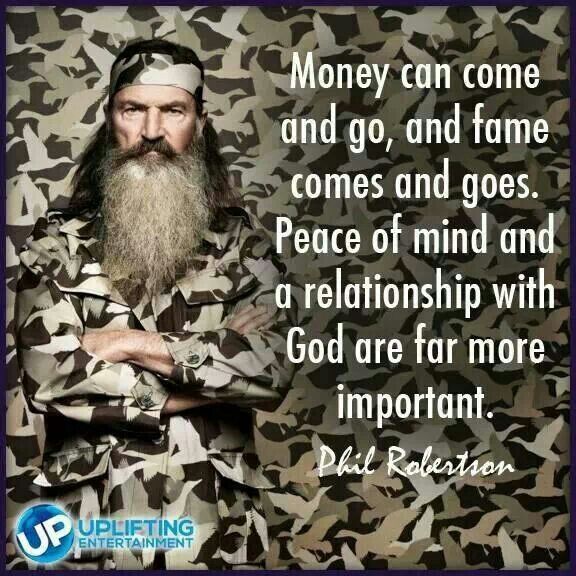 Money can come
and go, and fame
comes and goes.
Peace of mind and
a relationship with
God are far more
important.
Phil Robertson
UP UPLIFTING
ENTERTAINMENT